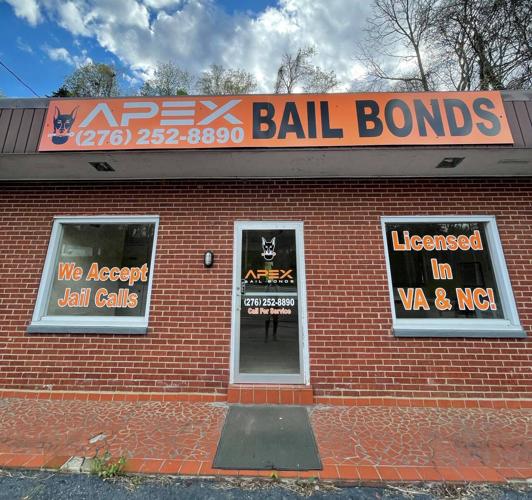 APEX BAIL BONDS
(276) 252-8890
We Accept
Jail Calls
APEX
BAIL BONDS
(276) 252-8890
Call For Service
Licensed
In
VA & NC!